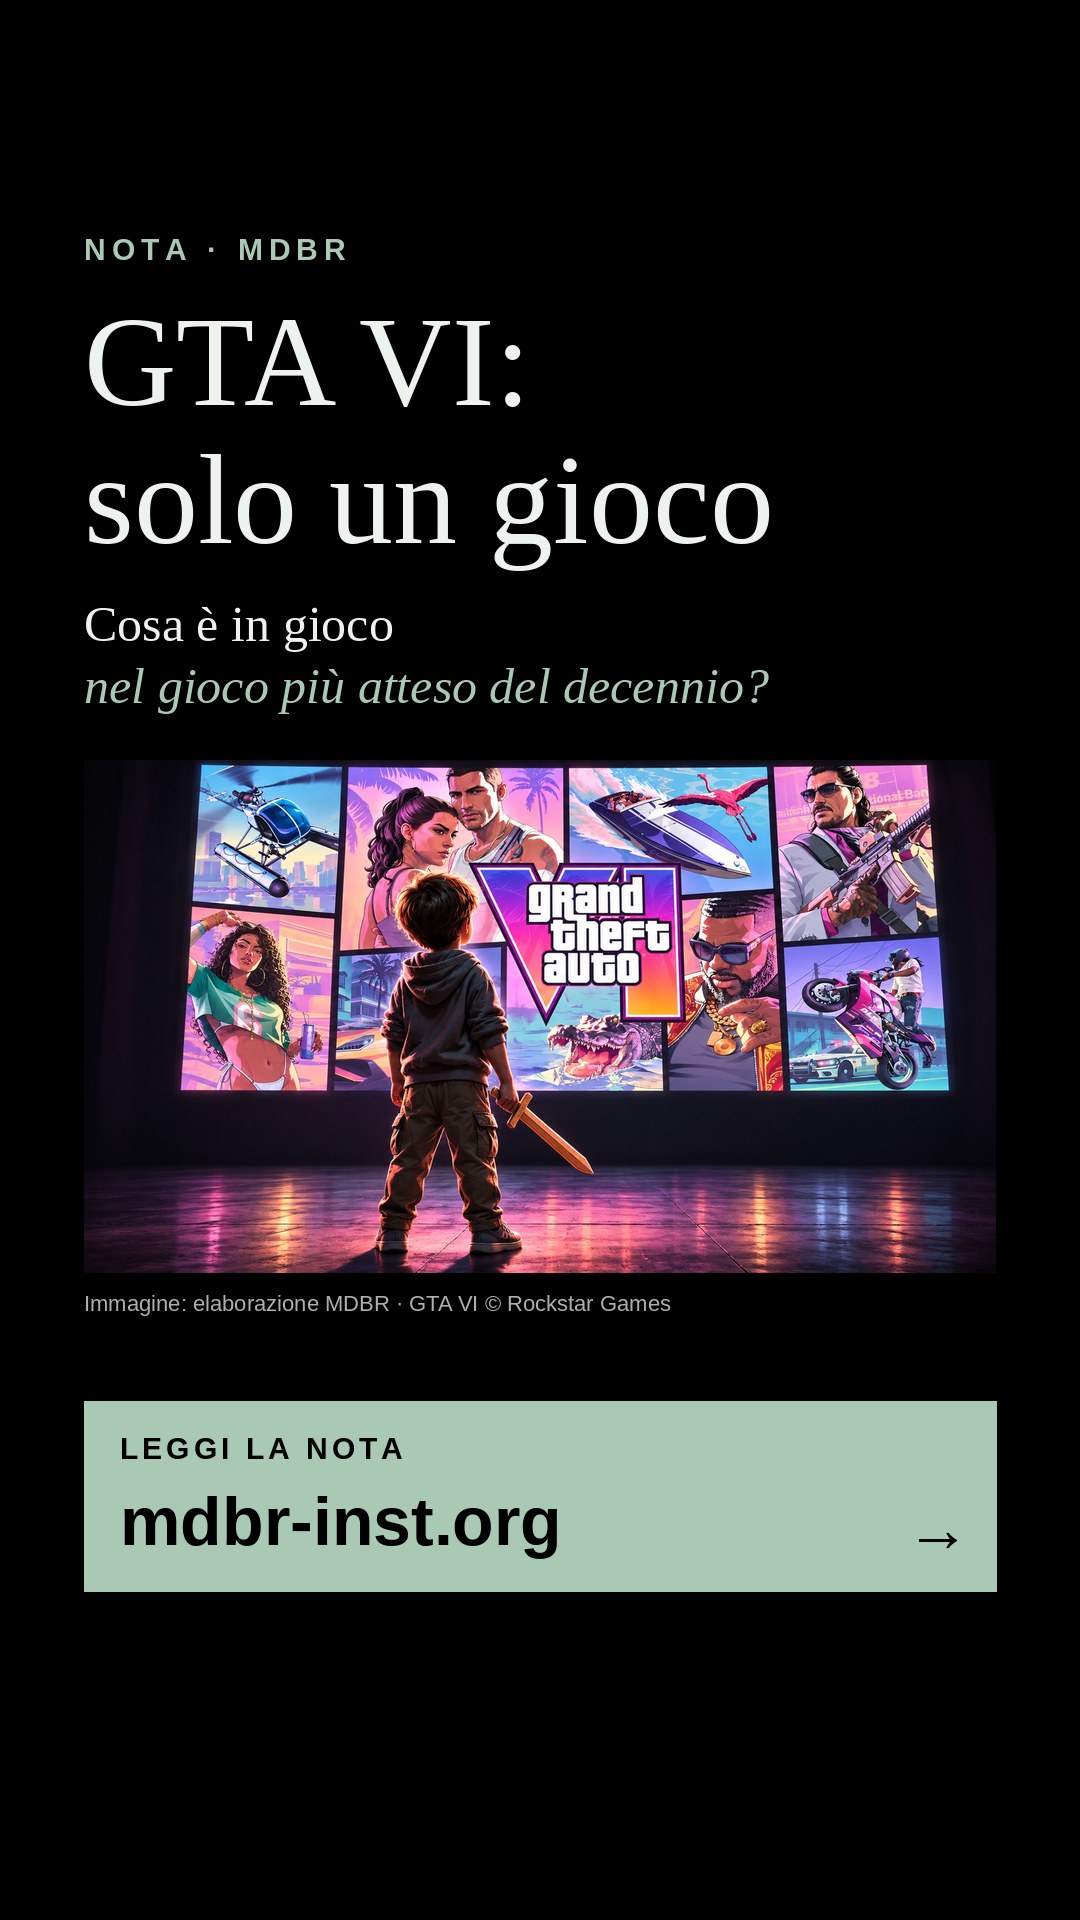 NOTA · MDBR
GTA VI:
solo un gioco
Cosa è in gioco
nel gioco più atteso del decennio?
grand
theft
auto
VI
Immagine: elaborazione MDBR · GTA VI © Rockstar Games
LEGGI LA NOTA
mdbr-inst.org
→